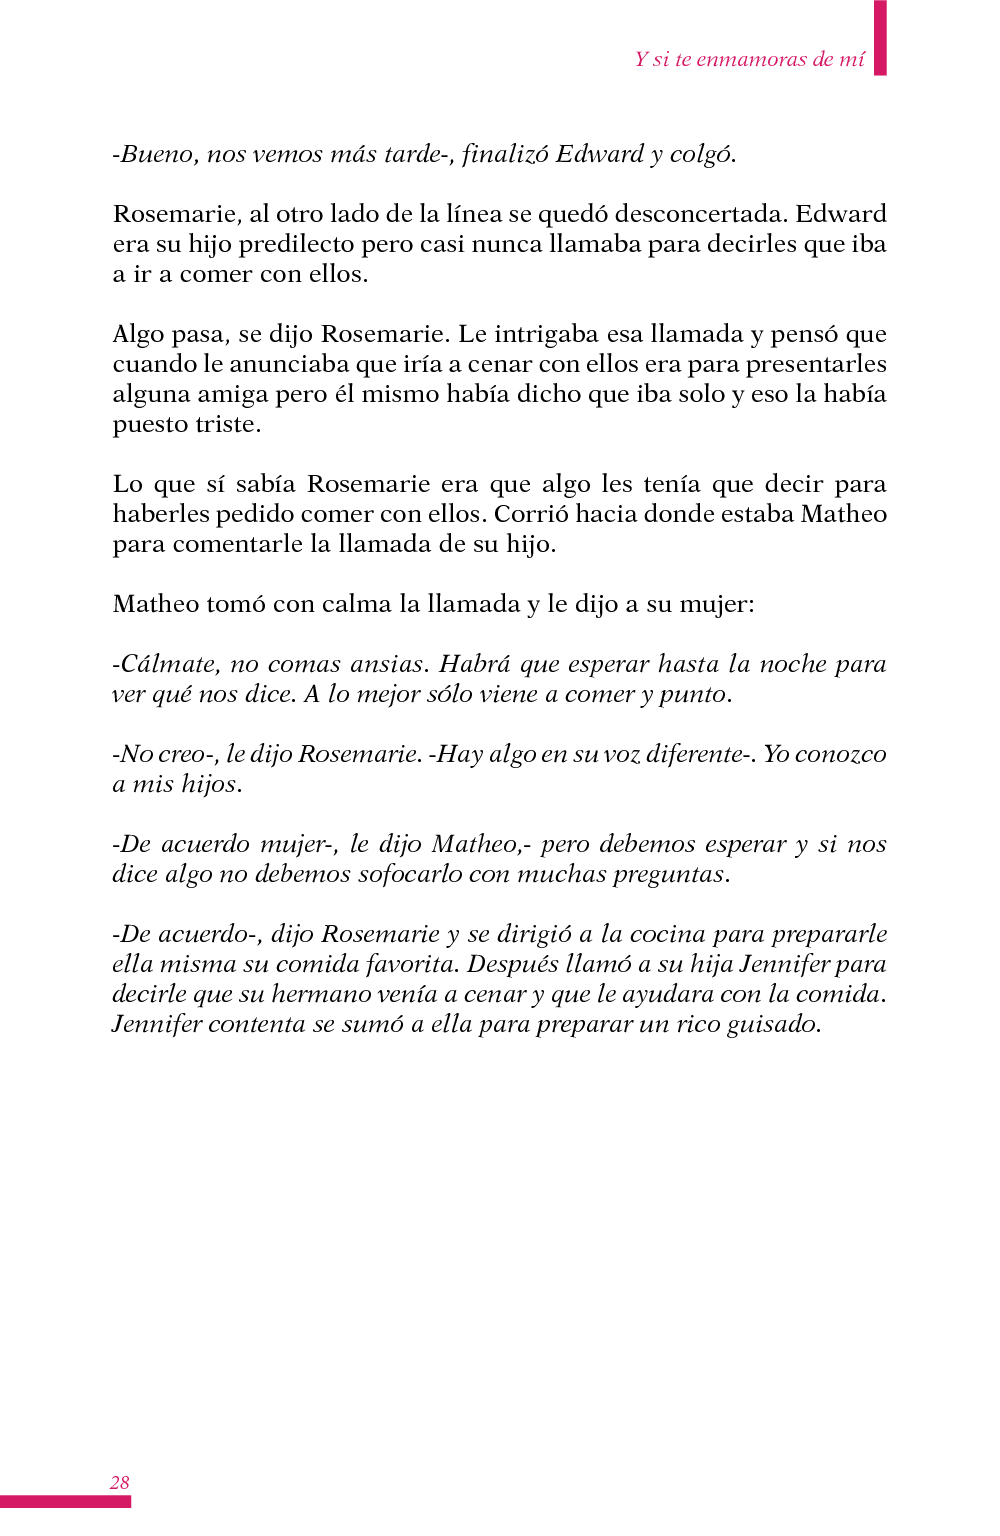 Y si te enmamoras de mí
-Bueno, nos vemos más tarde-, finalizó Edward y colgó.
Rosemarie, al otro lado de la línea se quedó desconcertada. Edward
era su hijo predilecto pero casi nunca llamaba para decirles que iba
a ir a comer con ellos.
Algo pasa, se dijo Rosemarie. Le intrigaba esa llamada y pensó que
cuando le anunciaba que iría a cenar con ellos era para presentarles
alguna amiga pero él mismo había dicho que iba solo y eso la había
puesto triste.
Lo que sí sabía Rosemarie era que algo les tenía que decir para
haberles pedido comer con ellos. Corrió hacia donde estaba Matheo
para comentarle la llamada de su hijo.
Matheo tomó con calma la llamada y le dijo a su mujer:
-Cálmate, no comas ansias. Habrá que esperar hasta la noche para
ver qué nos dice. A lo mejor sólo viene a comer y punto.
-No creo-, le dijo Rosemarie. -Hay algo en su voz diferente-. Yo conozco
a mis hijos.
-De acuerdo mujer-, le dijo Matheo,- pero debemos esperar y si nos
dice algo no debemos sofocarlo con muchas preguntas.
-De acuerdo-, dijo Rosemarie y se dirigió a la cocina para prepararle
ella misma su comida favorita. Después llamó a su hija Jennifer para
decirle que su hermano venía a cenar y que le ayudara con la comida.
Jennifer contenta se sumó a ella para preparar un rico guisado.
28